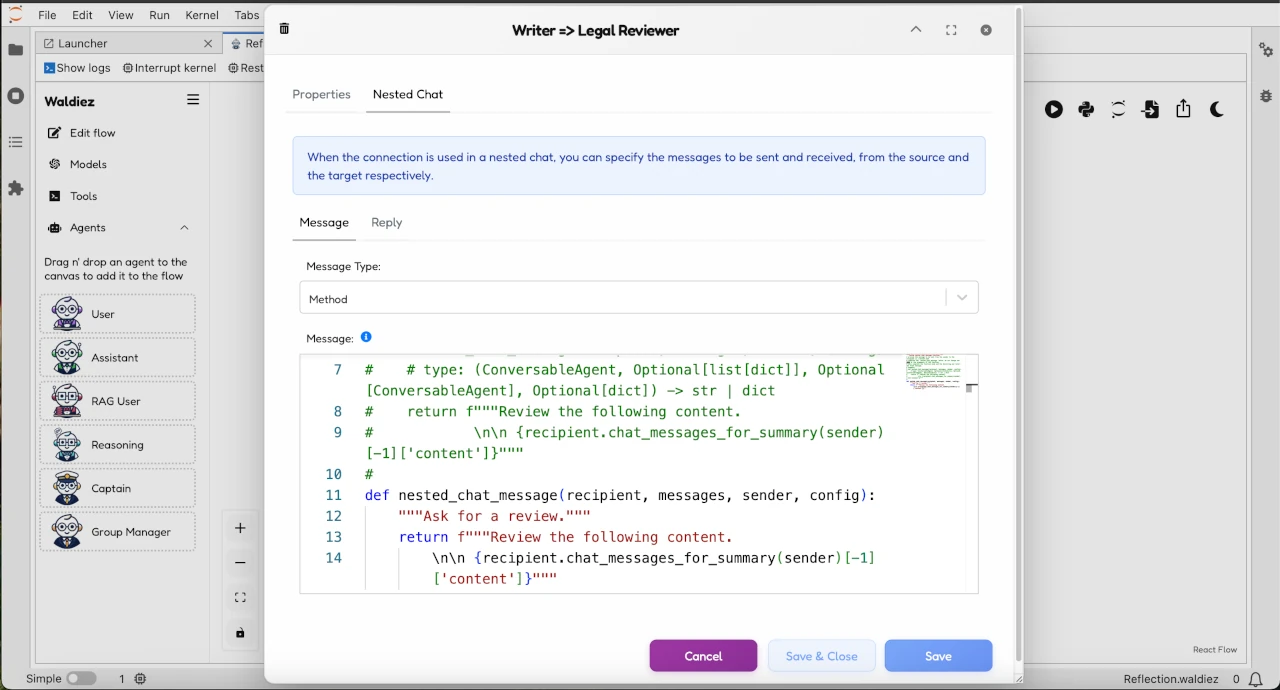 File Edit View Run Kernel Tabs
Launcher
Ref
Show logs Interrupt kernel Rest
Waldiez
Edit flow
Models
Tools
Agents
Drag n' drop an agent to the
canvas to add it to the flow
User
Assistant
RAG User
Reasoning
Captain
Group Manager
Writer => Legal Reviewer
Properties Nested Chat
When the connection is used in a nested chat, you can specify the messages to be sent and received, from the source and
the target respectively.
Message Reply
Message Type:
Method
Message:
7 #    # type: (ConversableAgent, Optional[list[dict]], Optional
[ConversableAgent], Optional[dict]) -> str | dict
8 #    return f"""Review the following content.
9 #            \n\n {recipient.chat_messages_for_summary(sender)
[-1]['content']}"""
10 #
11 def nested_chat_message(recipient, messages, sender, config):
12     """Ask for a review."""
13     return f"""Review the following content.
14         \n\n {recipient.chat_messages_for_summary(sender)[-1]
['content']}"""
Cancel Save & Close Save
React Flow
Simple 1 Reflection.waldiez 0